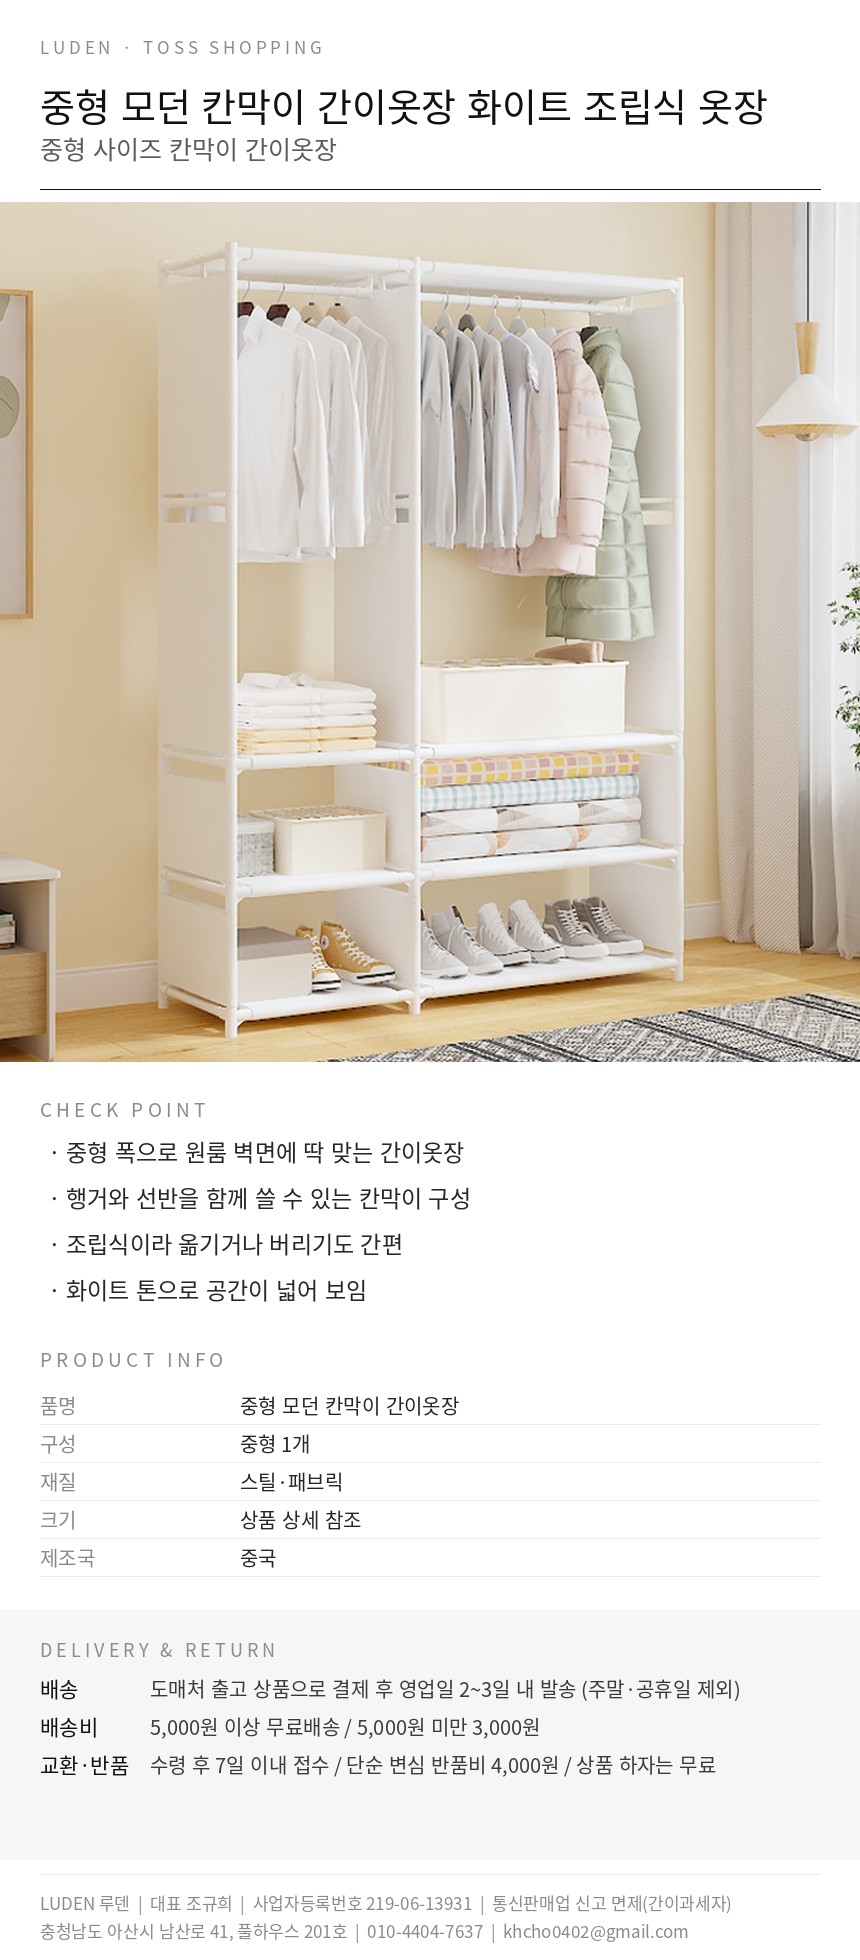 LUDEN · TOSS SHOPPING
중형 모던 칸막이 간이옷장 화이트 조립식 옷장
중형 사이즈 칸막이 간이옷장
CHECK POINT
· 중형 폭으로 원룸 벽면에 딱 맞는 간이옷장
· 행거와 선반을 함께 쓸 수 있는 칸막이 구성
· 조립식이라 옮기거나 버리기도 간편
· 화이트 톤으로 공간이 넓어 보임
PRODUCT INFO
품명 중형 모던 칸막이 간이옷장
구성 중형 1개
재질 스틸·패브릭
크기 상품 상세 참조
제조국 중국
DELIVERY & RETURN
배송 도매처 출고 상품으로 결제 후 영업일 2~3일 내 발송 (주말·공휴일 제외)
배송비 5,000원 이상 무료배송 / 5,000원 미만 3,000원
교환·반품 수령 후 7일 이내 접수 / 단순 변심 반품비 4,000원 / 상품 하자는 무료
LUDEN 루덴 | 대표 조규희 | 사업자등록번호 219-06-13931 | 통신판매업 신고 면제(간이과세자)
충청남도 아산시 남산로 41, 풀하우스 201호 | 010-4404-7637 | khcho0402@gmail.com